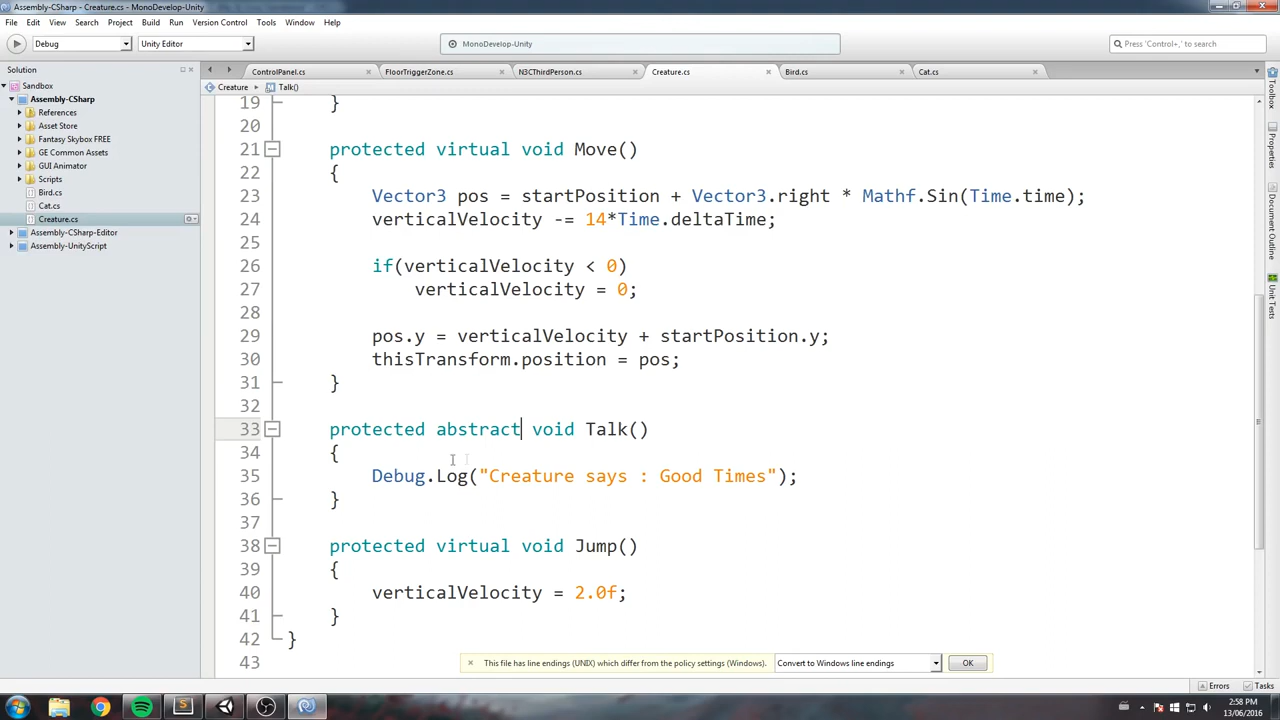 Assembly-CSharp - Creature.cs - MonoDevelop-Unity
File Edit View Search Project Build Run Version Control Tools Window Help
Debug Unity Editor MonoDevelop-Unity Press 'Control+,' to search
Solution
ControlPanel.cs FloorTriggerZone.cs N3CThirdPerson.cs Creature.cs Bird.cs Cat.cs
Creature Talk()
Sandbox
Assembly-CSharp
References
Asset Store
Fantasy Skybox FREE
GE Common Assets
GUI Animator
Scripts
Bird.cs
Cat.cs
Creature.cs
Assembly-CSharp-Editor
Assembly-UnityScript
19 }
20
21 protected virtual void Move()
22 {
23 Vector3 pos = startPosition + Vector3.right * Mathf.Sin(Time.time);
24 verticalVelocity -= 14*Time.deltaTime;
25
26 if(verticalVelocity < 0)
27 verticalVelocity = 0;
28
29 pos.y = verticalVelocity + startPosition.y;
30 thisTransform.position = pos;
31 }
32
33 protected abstract void Talk()
34 {
35 Debug.Log("Creature says : Good Times");
36 }
37
38 protected virtual void Jump()
39 {
40 verticalVelocity = 2.0f;
41 }
42 }
43
Toolbox
Properties
Document Outline
Unit Tests
This file has line endings (UNIX) which differ from the policy settings (Windows). Convert to Windows line endings OK
Errors Tasks
2:58 PM
13/06/2016